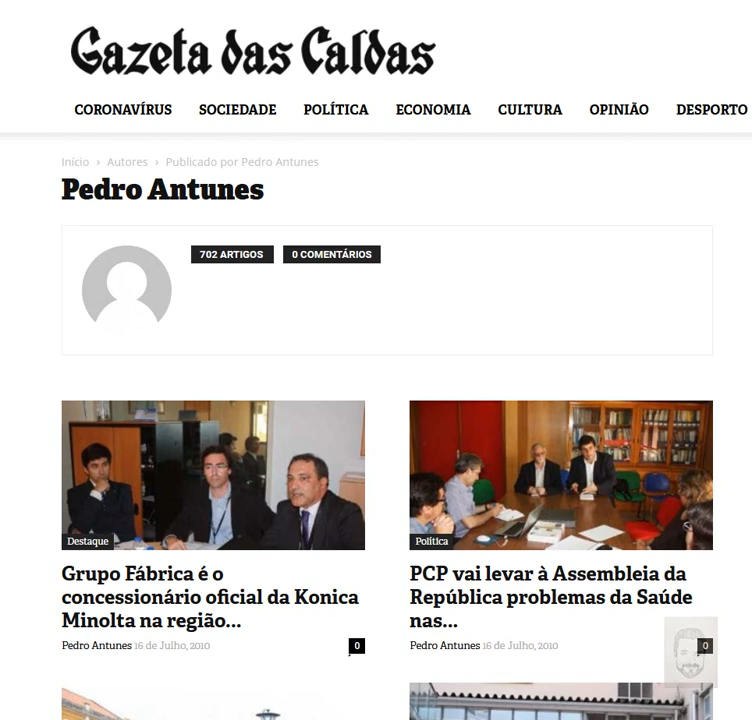 Gazeta das Caldas
CORONAVÍRUS SOCIEDADE POLÍTICA ECONOMIA CULTURA OPINIÃO DESPORTO
Início › Autores › Publicado por Pedro Antunes
Pedro Antunes
702 ARTIGOS 0 COMENTÁRIOS
Destaque
Grupo Fábrica é o
concessionário oficial da Konica
Minolta na região...
Pedro Antunes 16 de Julho, 2010 0
Política
PCP vai levar à Assembleia da
República problemas da Saúde
nas...
Pedro Antunes 16 de Julho, 2010 0